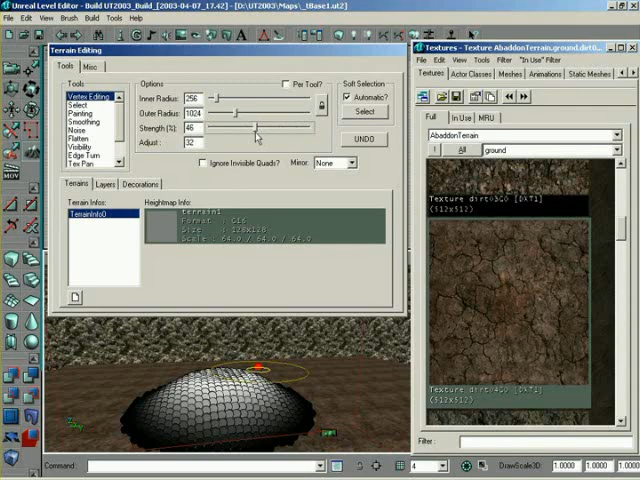 Unreal Level Editor - Build UT2003_Build_[2003-04-07_17.42] - [D:\UT2003\Maps\_tBase1.ut2]
File Edit View Brush Build Tools Help
Terrain Editing
Tools Misc
Tools
Vertex Editing
Select
Painting
Smoothing
Noise
Flatten
Visibility
Edge Turn
Tex Pan
Options
Per Tool?
Inner Radius: 256
Outer Radius: 1024
Strength (%): 46
Adjust : 32
Ignore Invisible Quads?
Mirror: None
Soft Selection
Automatic?
Select
UNDO
Terrains Layers Decorations
Terrain Infos:
TerrainInfo0
Heightmap Info:
terrain1
Format : G16
Size : 128x128
Scale : 64.0 / 64.0 / 64.0
Textures - Texture AbaddonTerrain.ground.dirt0...
File Edit View Tools Filter "In Use" Filter
Textures Actor Classes Meshes Animations Static Meshes
Full In Use MRU
AbaddonTerrain
! All ground
Texture dirt03GO [DXT1]
(512x512)
Texture dirt04GO [DXT1]
(512x512)
Filter :
MOV
Command :
4
DrawScale3D: 1.0000 1.0000 1.0000